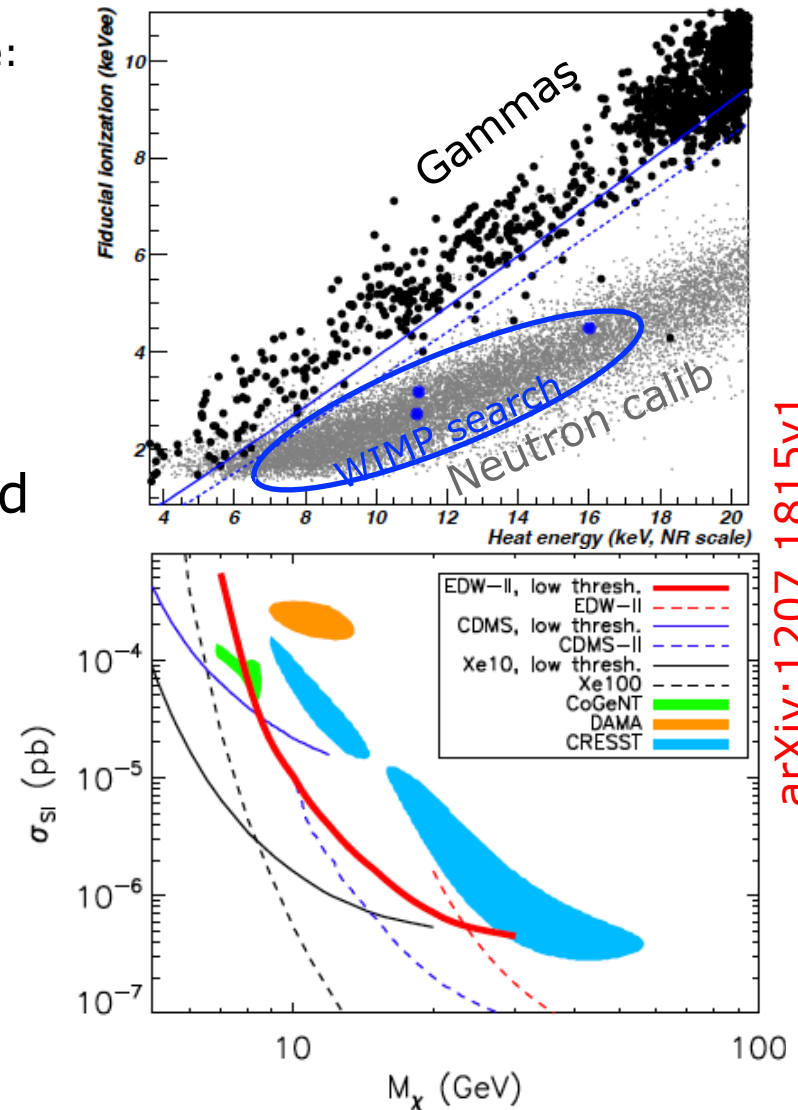 e:
d
Fiducial ionization (keVee)
10
8
6
4
2
Gammas
WIMP search
Neutron calib
4 6 8 10 12 14 16 18 20
Heat energy (keV, NR scale)
arXiv:1207.1815v1
EDW-II, low thresh.
EDW-II
CDMS, low thresh.
CDMS-II
Xe10, low thresh.
Xe100
CoGeNT
DAMA
CRESST
σSI (pb)
10⁻⁴
10⁻⁵
10⁻⁶
10⁻⁷
10 100
Mχ (GeV)